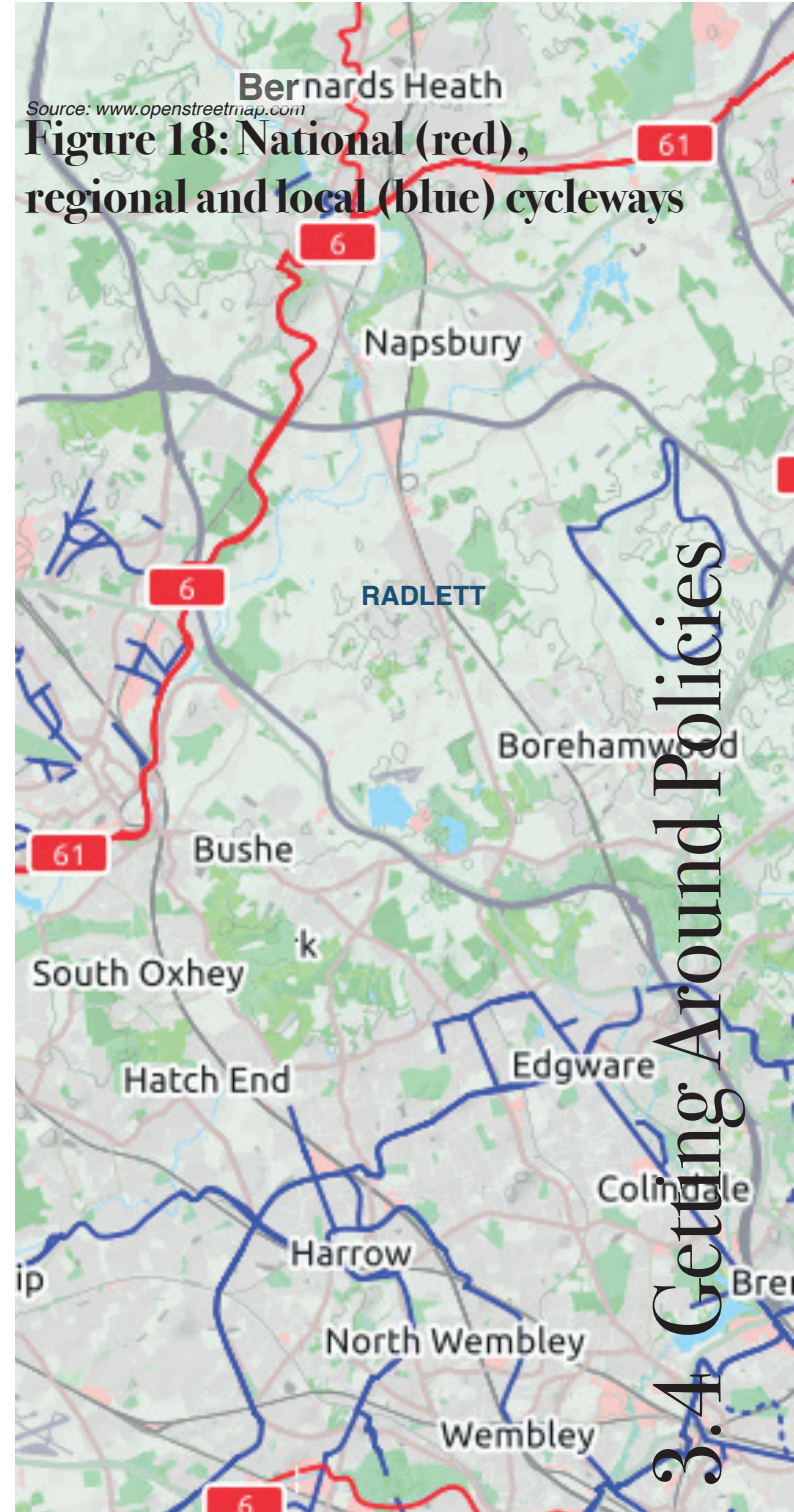 Bernards Heath
Source: www.openstreetmap.com
Figure 18: National (red),
regional and local (blue) cycleways
61
6
Napsbury
6
RADLETT
Borehamwood
61
Bushe
k
South Oxhey
Edgware
Hatch End
Colindale
Harrow
ip
Bre
North Wembley
Wembley
6
3.4 Getting Around Policies